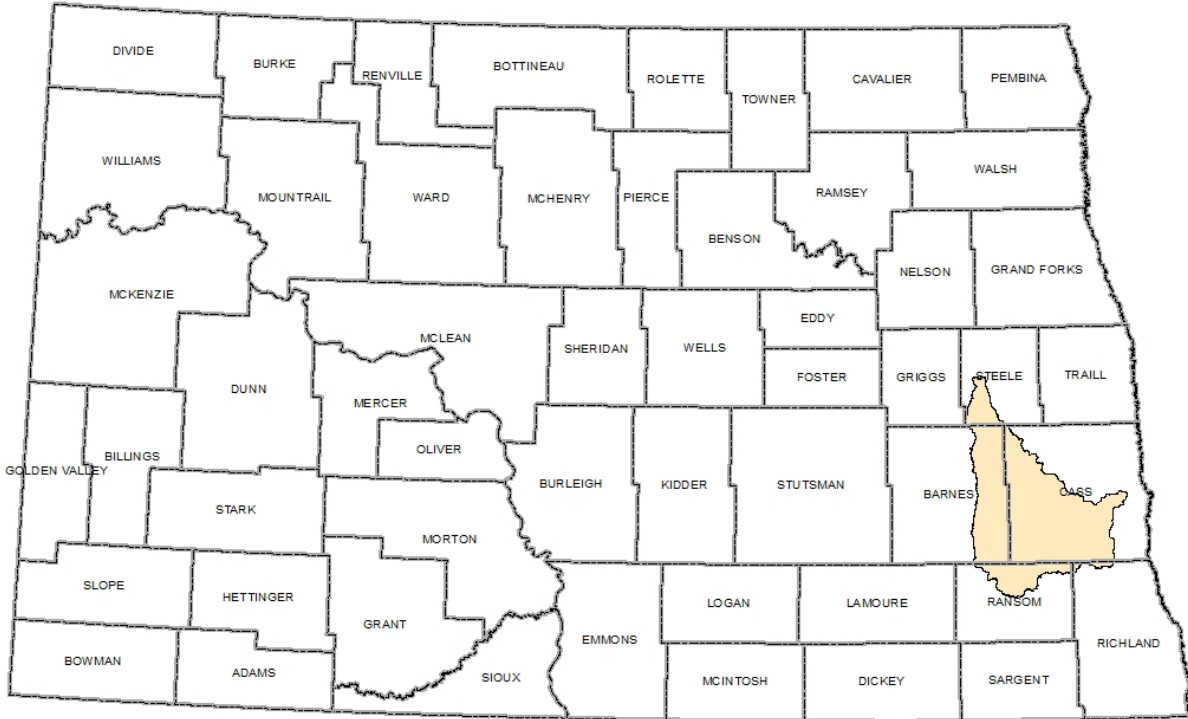 DIVIDE
BURKE
RENVILLE
BOTTINEAU
ROLETTE
TOWNER
CAVALIER
PEMBINA
WILLIAMS
MOUNTRAIL
WARD
MCHENRY
PIERCE
BENSON
RAMSEY
WALSH
MCKENZIE
NELSON
GRAND FORKS
MCLEAN
SHERIDAN
WELLS
EDDY
FOSTER
GRIGGS
STEELE
TRAILL
DUNN
MERCER
OLIVER
GOLDEN VALLEY
BILLINGS
STARK
BURLEIGH
KIDDER
STUTSMAN
BARNES
CASS
MORTON
SLOPE
HETTINGER
GRANT
EMMONS
LOGAN
LAMOURE
RANSOM
RICHLAND
BOWMAN
ADAMS
SIOUX
MCINTOSH
DICKEY
SARGENT